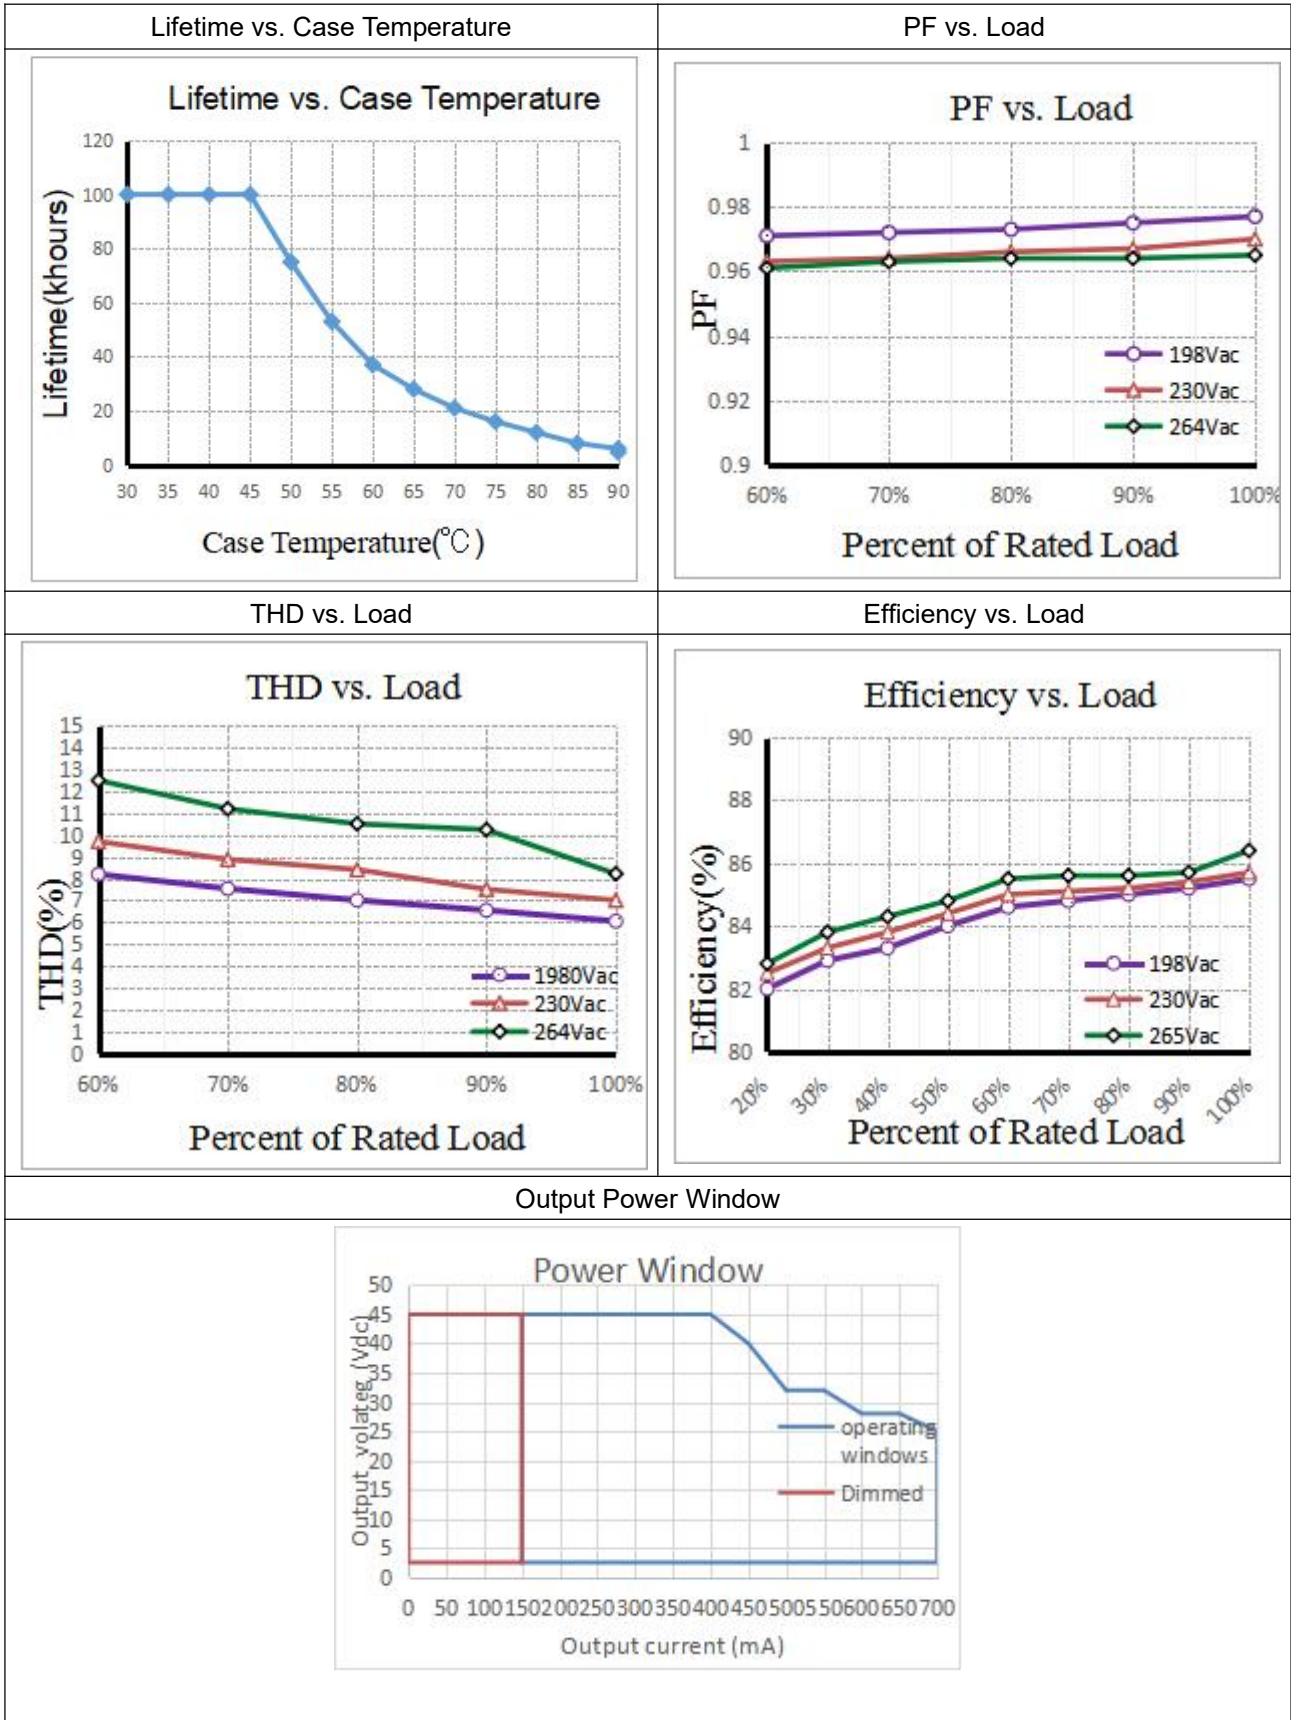 Lifetime vs. Case Temperature
PF vs. Load
Lifetime vs. Case Temperature
120
100
80
60
40
20
0
Lifetime(khours)
30 35 40 45 50 55 60 65 70 75 80 85 90
Case Temperature(℃)
PF vs. Load
1
0.98
0.96
0.94
0.92
0.9
PF
198Vac
230Vac
264Vac
60% 70% 80% 90% 100%
Percent of Rated Load
THD vs. Load
Efficiency vs. Load
THD vs. Load
15
14
13
12
11
10
9
8
7
6
5
4
3
2
1
0
THD(%)
1980Vac
230Vac
264Vac
60% 70% 80% 90% 100%
Percent of Rated Load
Efficiency vs. Load
90
88
86
84
82
80
Efficiency(%)
198Vac
230Vac
265Vac
20% 30% 40% 50% 60% 70% 80% 90% 100%
Percent of Rated Load
Output Power Window
Power Window
50
45
40
35
30
25
20
15
10
5
0
Output volateg (Vdc)
operating
windows
Dimmed
0 50 100 150 200 250 300 350 400 450 500 550 600 650 700
Output current (mA)